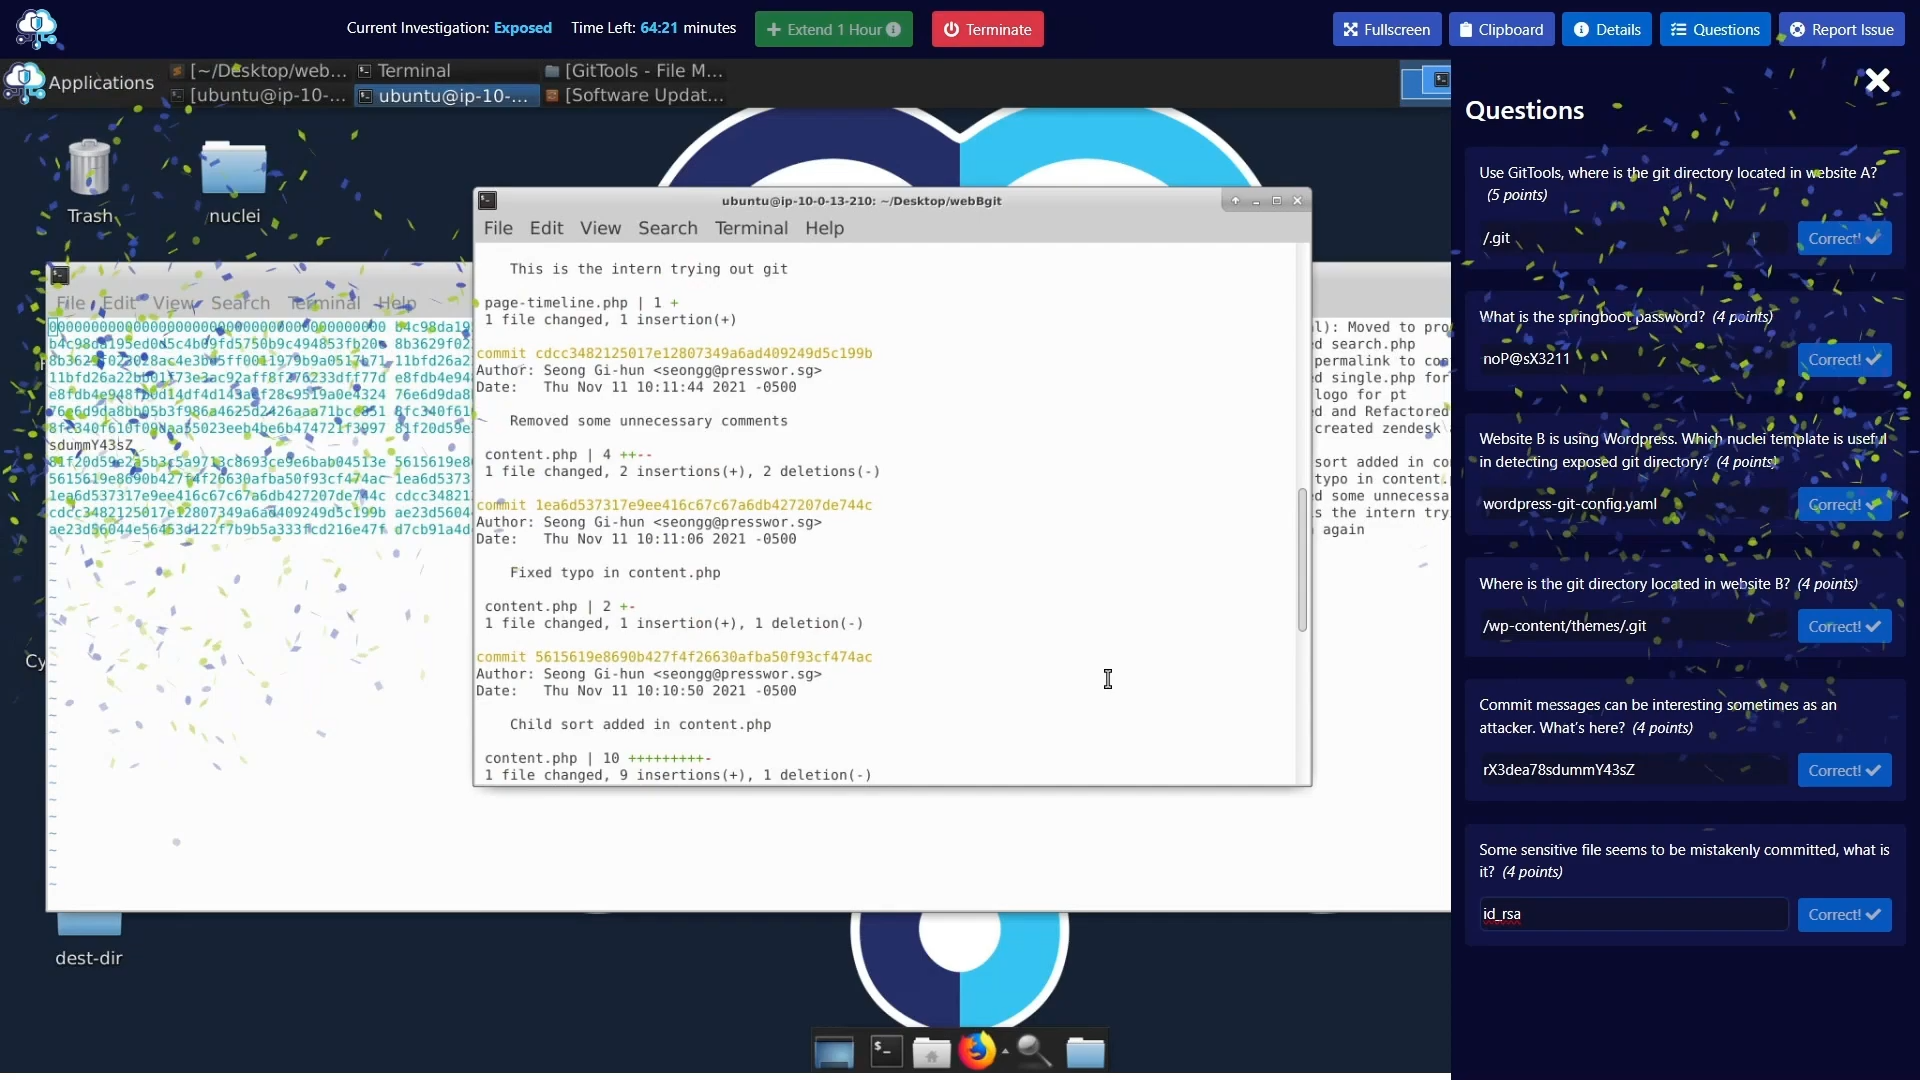 Current Investigation: Exposed
Time Left: 64:21 minutes
Extend 1 Hour
Terminate
Fullscreen
Clipboard
Details
Questions
Report Issue
Applications
[~/Desktop/web...
Terminal
[GitTools - File M...
[ubuntu@ip-10-...
ubuntu@ip-10-...
[Software Updat...
Trash
nuclei
Cy
dest-dir
File Edit View Search Terminal Help
sdummY43sZ
ubuntu@ip-10-0-13-210: ~/Desktop/webBgit
File Edit View Search Terminal Help
This is the intern trying out git
page-timeline.php | 1 +
1 file changed, 1 insertion(+)
commit cdcc3482125017e12807349a6ad409249d5c199b
Author: Seong Gi-hun <seongg@presswor.sg>
Date: Thu Nov 11 10:11:44 2021 -0500
Removed some unnecessary comments
content.php | 4 ++--
1 file changed, 2 insertions(+), 2 deletions(-)
commit 1ea6d537317e9ee416c67c67a6db427207de744c
Author: Seong Gi-hun <seongg@presswor.sg>
Date: Thu Nov 11 10:11:06 2021 -0500
Fixed typo in content.php
content.php | 2 +-
1 file changed, 1 insertion(+), 1 deletion(-)
commit 5615619e8690b427f4f26630afba50f93cf474ac
Author: Seong Gi-hun <seongg@presswor.sg>
Date: Thu Nov 11 10:10:50 2021 -0500
Child sort added in content.php
content.php | 10 +++++++++-
1 file changed, 9 insertions(+), 1 deletion(-)
l): Moved to pro
d search.php
permalink to con
d single.php for
logo for pt
d and Refactored
created zendesk
sort added in co
typo in content.
d some unnecessa
s the intern try
again
Questions
Use GitTools, where is the git directory located in website A?
(5 points)
/.git
Correct!
What is the springboot password? (4 points)
noP@sX3211
Correct!
Website B is using Wordpress. Which nuclei template is useful
in detecting exposed git directory? (4 points)
wordpress-git-config.yaml
Correct!
Where is the git directory located in website B? (4 points)
/wp-content/themes/.git
Correct!
Commit messages can be interesting sometimes as an
attacker. What's here? (4 points)
rX3dea78sdummY43sZ
Correct!
Some sensitive file seems to be mistakenly committed, what is
it? (4 points)
id_rsa
Correct!